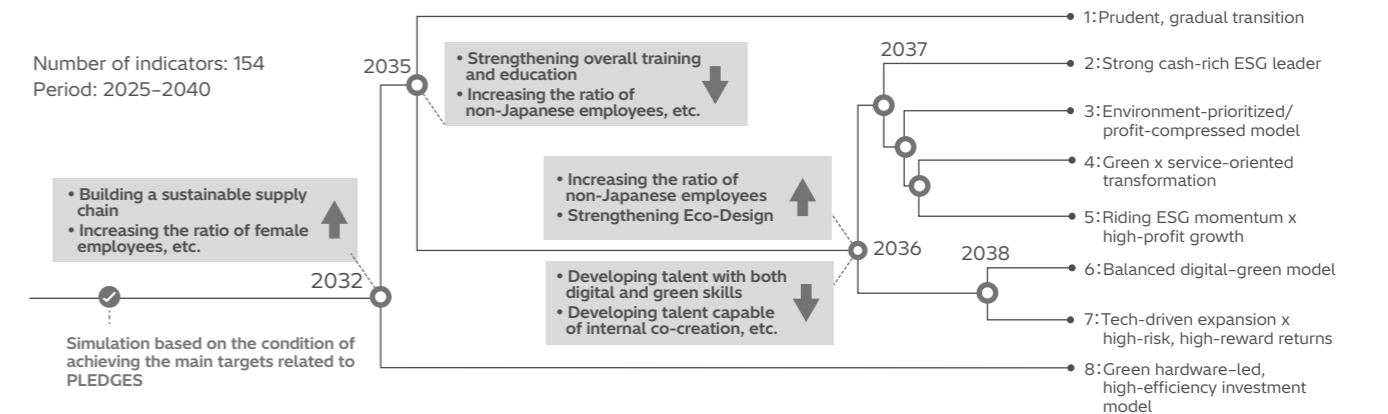 Number of indicators: 154
Period: 2025–2040
2035
• Strengthening overall training
and education
• Increasing the ratio of
non-Japanese employees, etc.
• Building a sustainable supply
chain
• Increasing the ratio of female
employees, etc.
2032
Simulation based on the condition of
achieving the main targets related to
PLEDGES
• Increasing the ratio of
non-Japanese employees
• Strengthening Eco-Design
2036
• Developing talent with both
digital and green skills
• Developing talent capable
of internal co-creation, etc.
2037
2038
1:Prudent, gradual transition
2:Strong cash-rich ESG leader
3:Environment-prioritized/
profit-compressed model
4:Green x service-oriented
transformation
5:Riding ESG momentum x
high-profit growth
6:Balanced digital–green model
7:Tech-driven expansion x
high-risk, high-reward returns
8:Green hardware–led,
high-efficiency investment
model